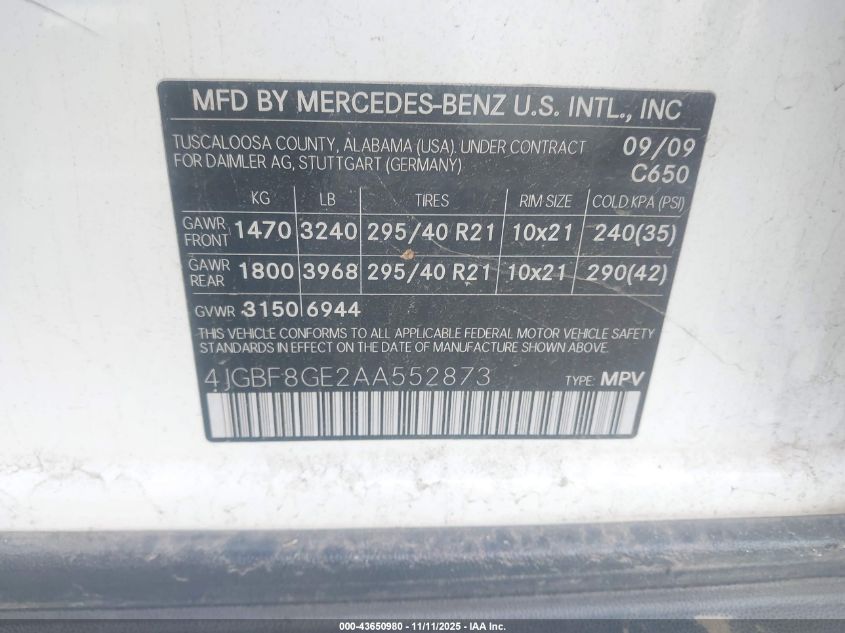 MFD BY MERCEDES-BENZ U.S. INTL., INC
TUSCALOOSA COUNTY, ALABAMA (USA). UNDER CONTRACT 09/09
FOR DAIMLER AG, STUTTGART (GERMANY) C650
KG LB TIRES RIM SIZE COLD KPA (PSI)
GAWR FRONT 1470 3240 295/40 R21 10x21 240(35)
GAWR REAR 1800 3968 295/40 R21 10x21 290(42)
GVWR 3150 6944
THIS VEHICLE CONFORMS TO ALL APPLICABLE FEDERAL MOTOR VEHICLE SAFETY
STANDARDS IN EFFECT ON THE DATE OF MANUFACTURE SHOWN ABOVE.
4JGBF8GE2AA552873 TYPE: MPV
000-43650980 - 11/11/2025 - IAA Inc.